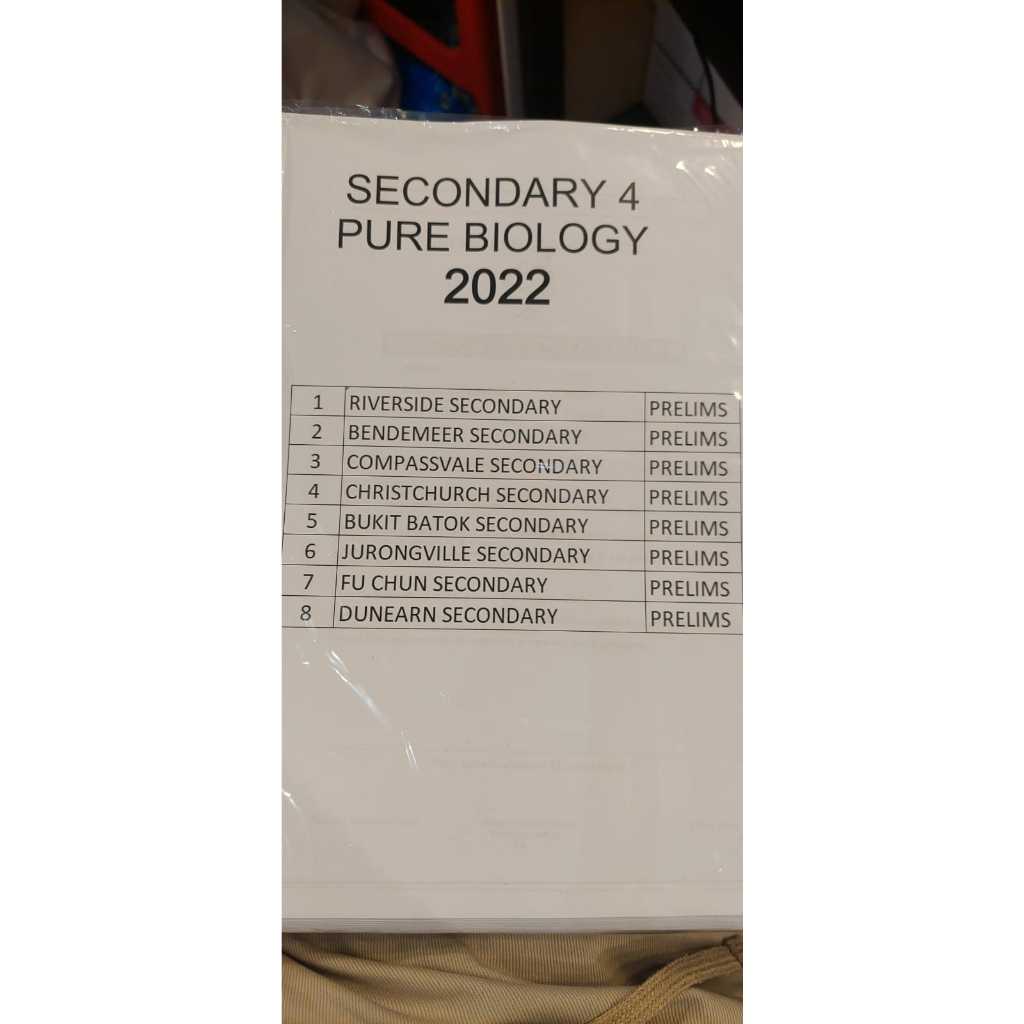 SECONDARY 4
PURE BIOLOGY
2022
1 RIVERSIDE SECONDARY PRELIMS
2 BENDEMEER SECONDARY PRELIMS
3 COMPASSVALE SECONDARY PRELIMS
4 CHRISTCHURCH SECONDARY PRELIMS
5 BUKIT BATOK SECONDARY PRELIMS
6 JURONGVILLE SECONDARY PRELIMS
7 FU CHUN SECONDARY PRELIMS
8 DUNEARN SECONDARY PRELIMS